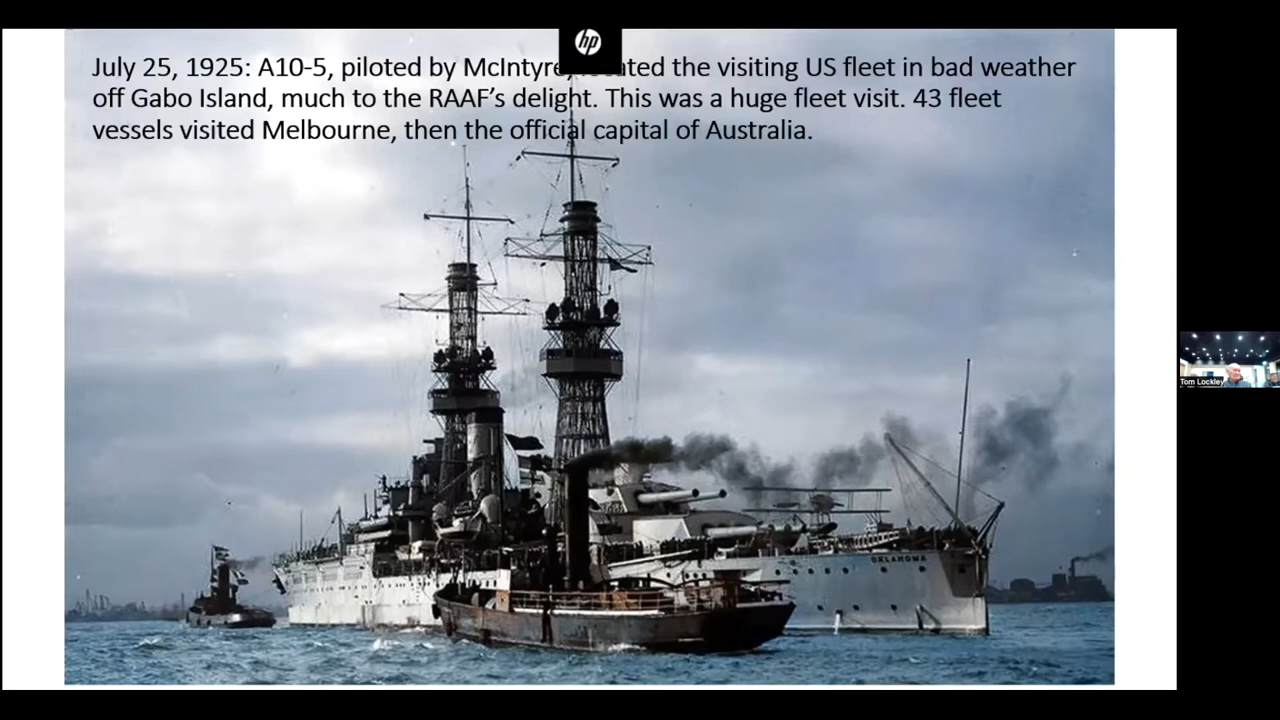 hp
July 25, 1925: A10-5, piloted by McIntyre, located the visiting US fleet in bad weather
off Gabo Island, much to the RAAF’s delight. This was a huge fleet visit. 43 fleet
vessels visited Melbourne, then the official capital of Australia.
Tom Lockley
OKLAHOMA